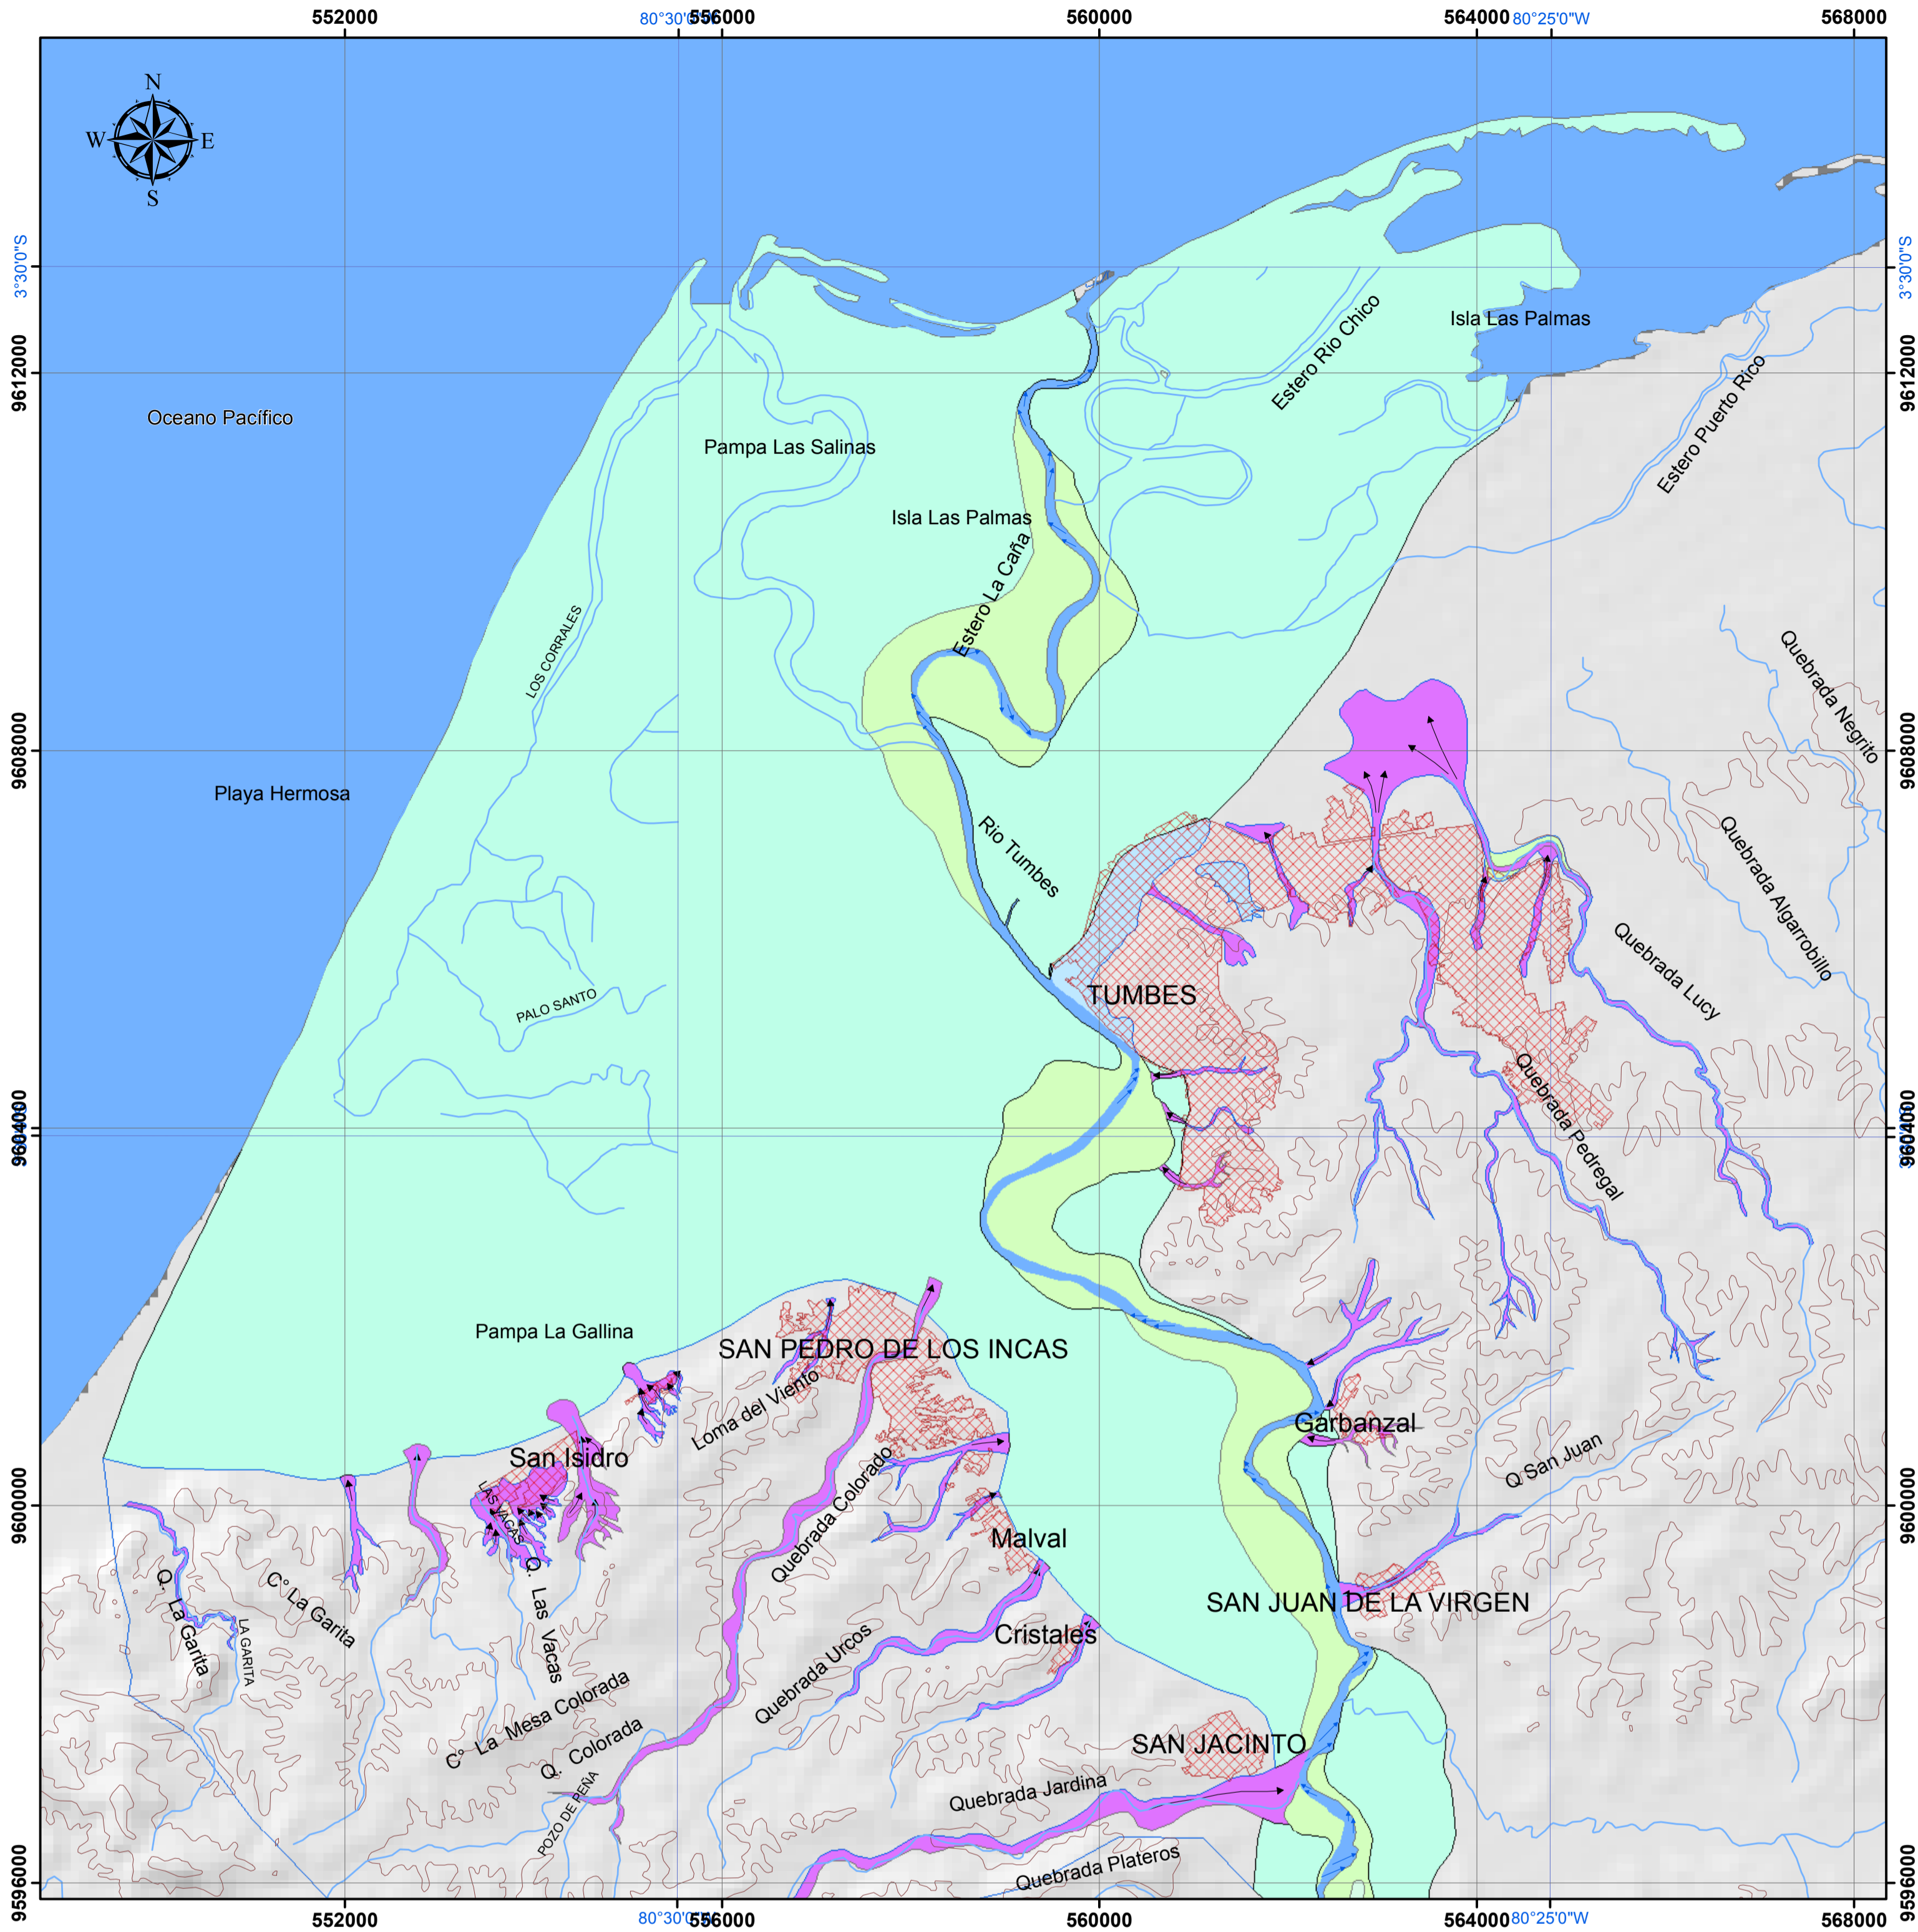 552000
80°30'0"W
556000
560000
564000
80°25'0"W
568000
N
W
E
S
3°30'0"S
3°30'0"S
Isla Las Palmas
Estero Rio Chico
9612000
9612000
Oceano Pacífico
Estero Puerto Rico
Pampa Las Salinas
Isla Las Palmas
Estero La Caña
LOS CORRALES
Quebrada Negrito
9608000
9608000
Playa Hermosa
Rio Tumbes
Quebrada Algarrobillo
Quebrada Lucy
TUMBES
PALO SANTO
Quebrada Pedregal
9604000
9604000
Pampa La Gallina
SAN PEDRO DE LOS INCAS
Loma del Viento
Garbanzal
San Isidro
Q San Juan
LAS VACAS
Quebrada Colorado
9600000
9600000
Malval
Q. La Garita
C° La Garita
Q. Las Vacas
SAN JUAN DE LA VIRGEN
LA GARITA
Cristales
Quebrada Urcos
C° La Mesa Colorada
Q. Colorada
SAN JACINTO
POZO DE PEÑA
Quebrada Jardina
Quebrada Plateros
9596000
9596000
552000
80°30'0"W
556000
560000
564000
80°25'0"W
568000